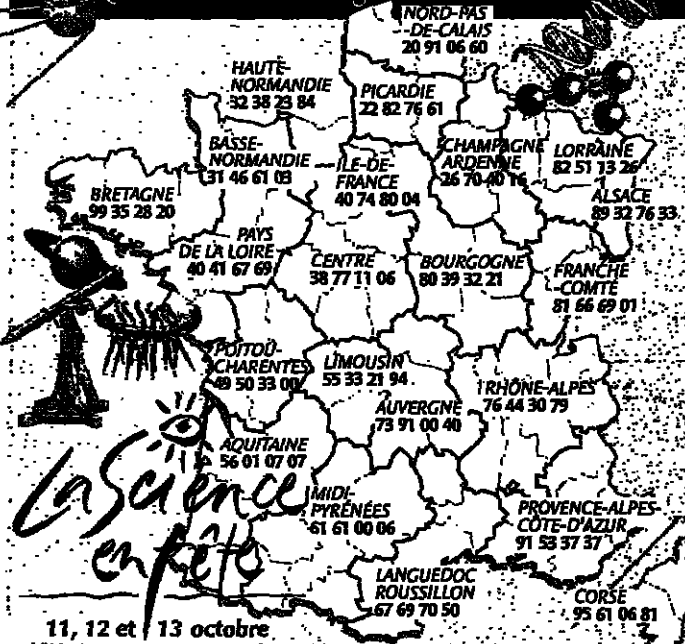 NORD-PAS
-DE-CALAIS
20 91 06 60
HAUTE-
NORMANDIE
32 38 23 84
PICARDIE
22 82 76 61
BASSE-
NORMANDIE
31 46 61 03
ILE-DE-
FRANCE
40 74 80 04
CHAMPAGNE
ARDENNE
26 70 40 16
LORRAINE
82 51 13 26
ALSACE
89 32 76 33
BRETAGNE
99 35 28 20
PAYS
DE LA LOIRE
40 41 67 69
CENTRE
38 77 11 06
BOURGOGNE
80 39 32 21
FRANCHE
-COMTÉ
81 66 69 01
POITOU-
CHARENTES
49 50 33 00
LIMOUSIN
55 33 21 94
AUVERGNE
73 91 00 40
RHÔNE-ALPES
76 44 30 79
AQUITAINE
56 01 07 07
MIDI-
PYRÉNÉES
61 61 00 06
PROVENCE-ALPES-
CÔTE-D'AZUR
91 53 37 37
LANGUEDOC
ROUSSILLON
67 69 70 50
CORSE
95 61 06 81
La Science
en fête
11, 12 et 13 octobre